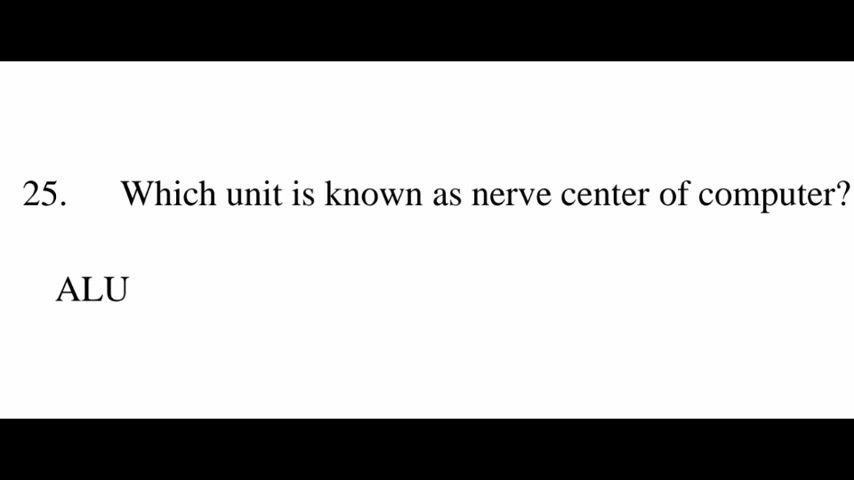 25. Which unit is known as nerve center of computer?
ALU